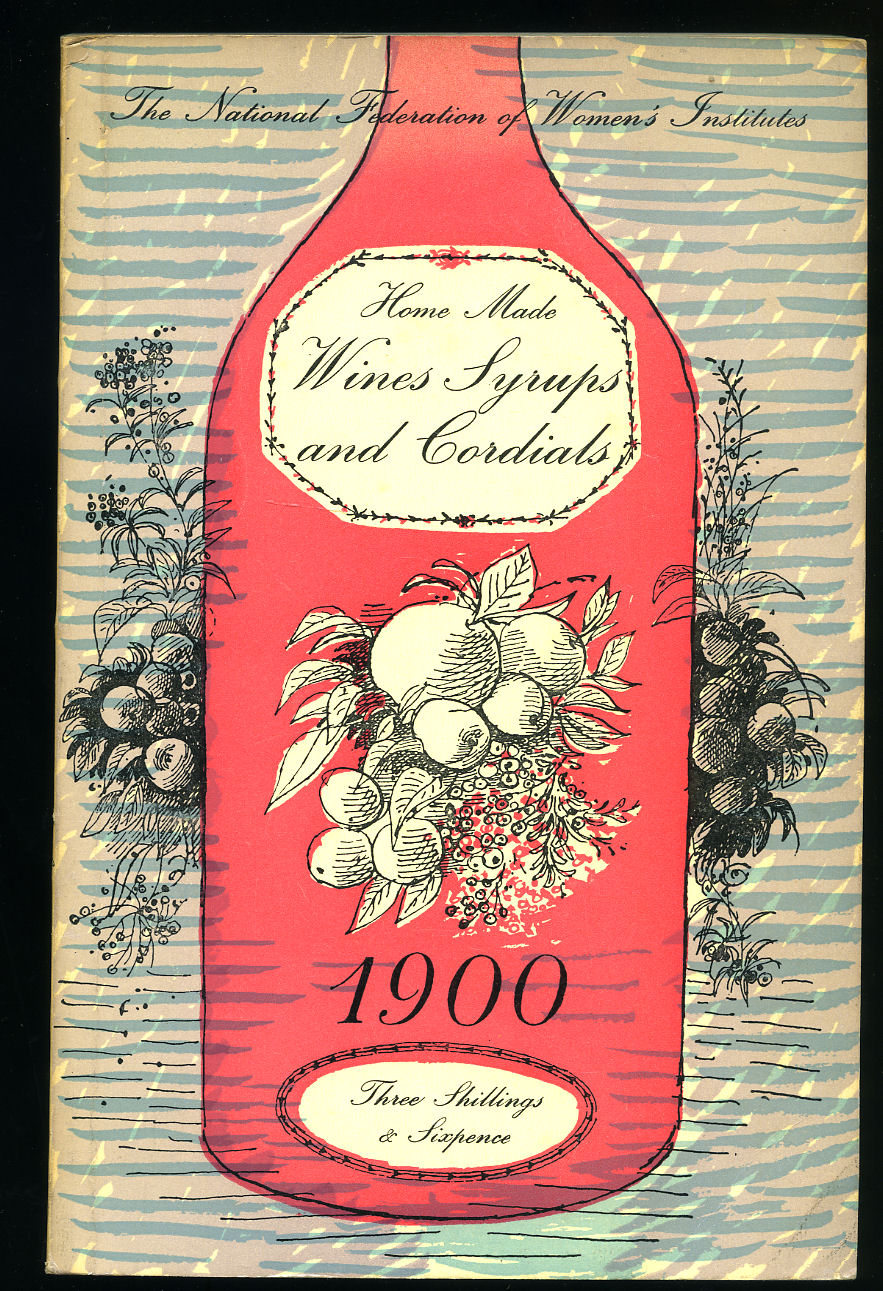 The National Federation of Women's Institutes
Home Made
Wines Syrups
and Cordials
1900
Three Shillings
& Sixpence